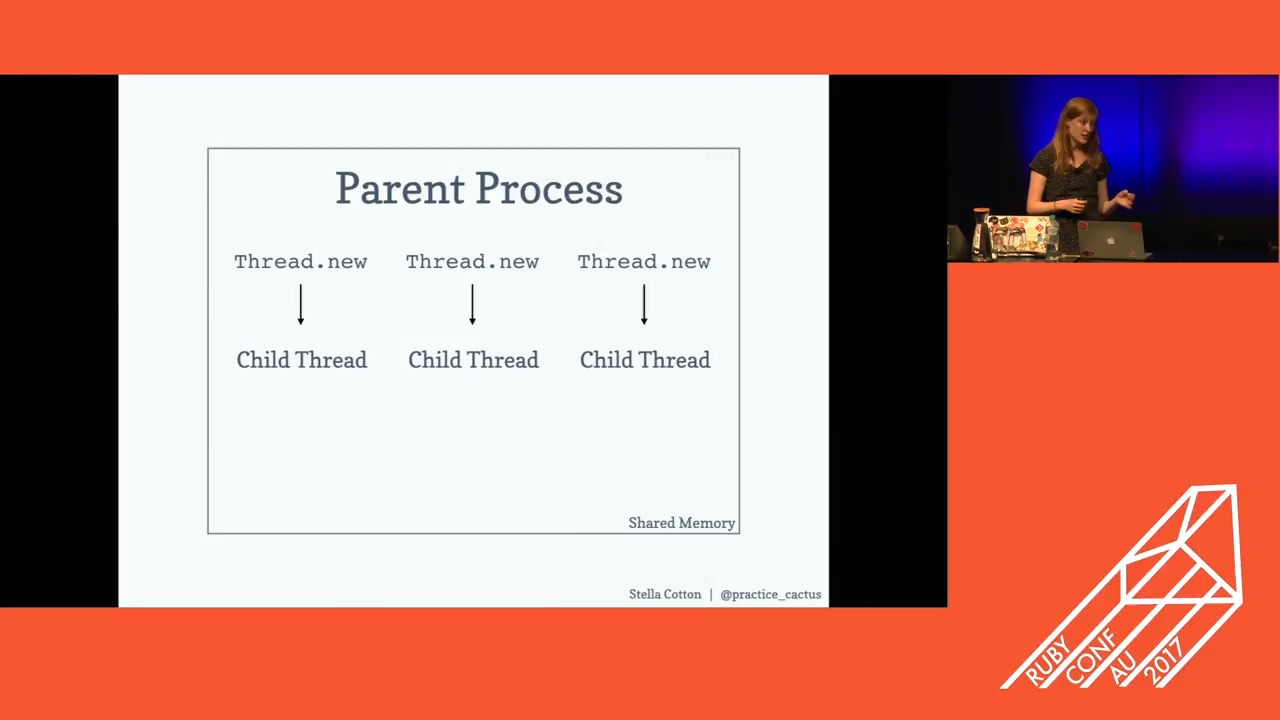 Parent Process
Thread.new Thread.new Thread.new
Child Thread Child Thread Child Thread
Shared Memory
Stella Cotton | @practice_cactus
RUBY
CONF
AU
2017